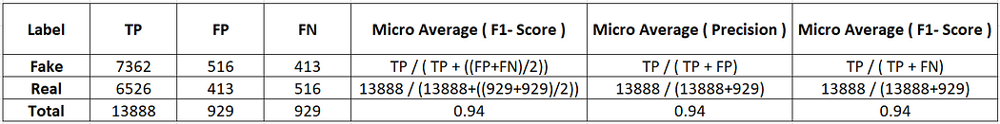 Label TP FP FN Micro Average ( F1- Score ) Micro Average ( Precision ) Micro Average ( F1- Score )
Fake 7362 516 413 TP / ( TP + ((FP+FN)/2)) TP / ( TP + FP) TP / ( TP + FN)
Real 6526 413 516 13888 / (13888+((929+929)/2)) 13888 / (13888+929) 13888 / (13888+929)
Total 13888 929 929 0.94 0.94 0.94